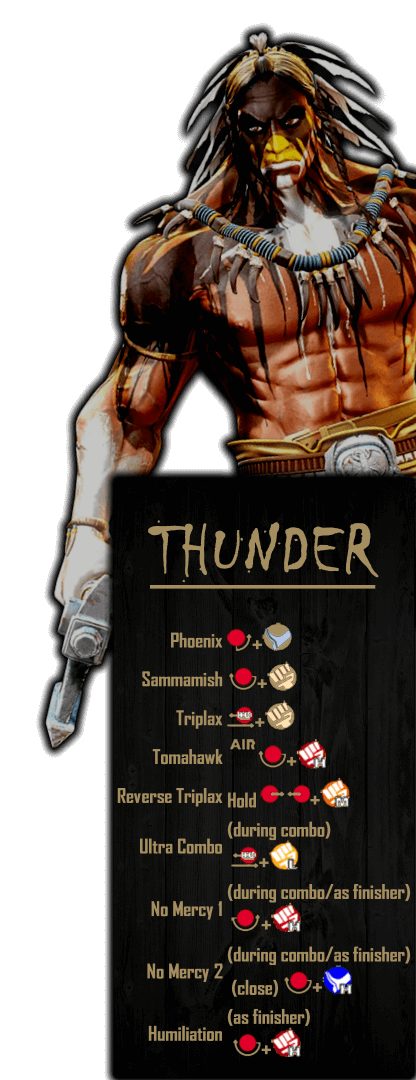 THUNDER
Phoenix +
Sammamish +
Triplax +
Tomahawk AIR + H
Reverse Triplax Hold + M
(during combo)
Ultra Combo + L
(during combo/as finisher)
No Mercy 1 + H
(during combo/as finisher)
No Mercy 2 (close) + H
(as finisher)
Humiliation + H